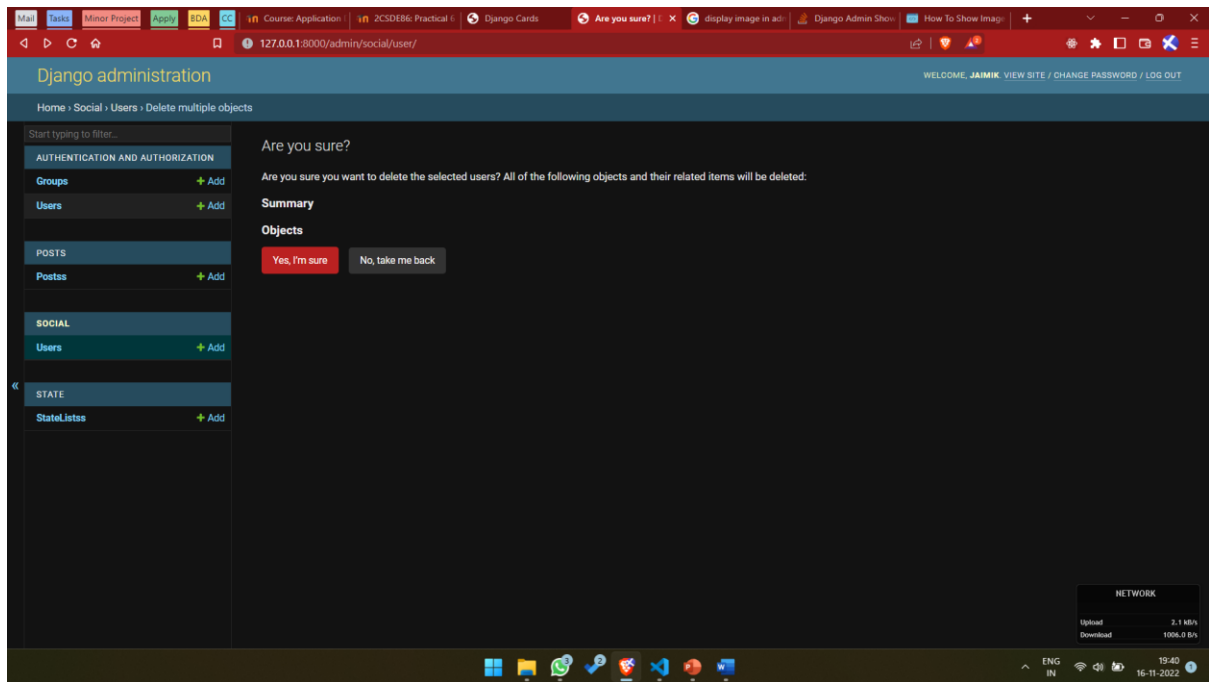 Mail Tasks Minor Project Apply BDA CC Course: Application 2CSDE86: Practical 6 Django Cards Are you sure? | display image in adm Django Admin Show How To Show Image
127.0.0.1:8000/admin/social/user/
Django administration
WELCOME, JAIMIK. VIEW SITE / CHANGE PASSWORD / LOG OUT
Home › Social › Users › Delete multiple objects
Start typing to filter...
AUTHENTICATION AND AUTHORIZATION
Groups + Add
Users + Add
POSTS
Postss + Add
SOCIAL
Users + Add
«
STATE
StateListss + Add
Are you sure?
Are you sure you want to delete the selected users? All of the following objects and their related items will be deleted:
Summary
Objects
Yes, I'm sure No, take me back
NETWORK
Upload 2.1 kB/s
Download 1006.0 B/s
3 2
ENG 19:40
IN 16-11-2022 1